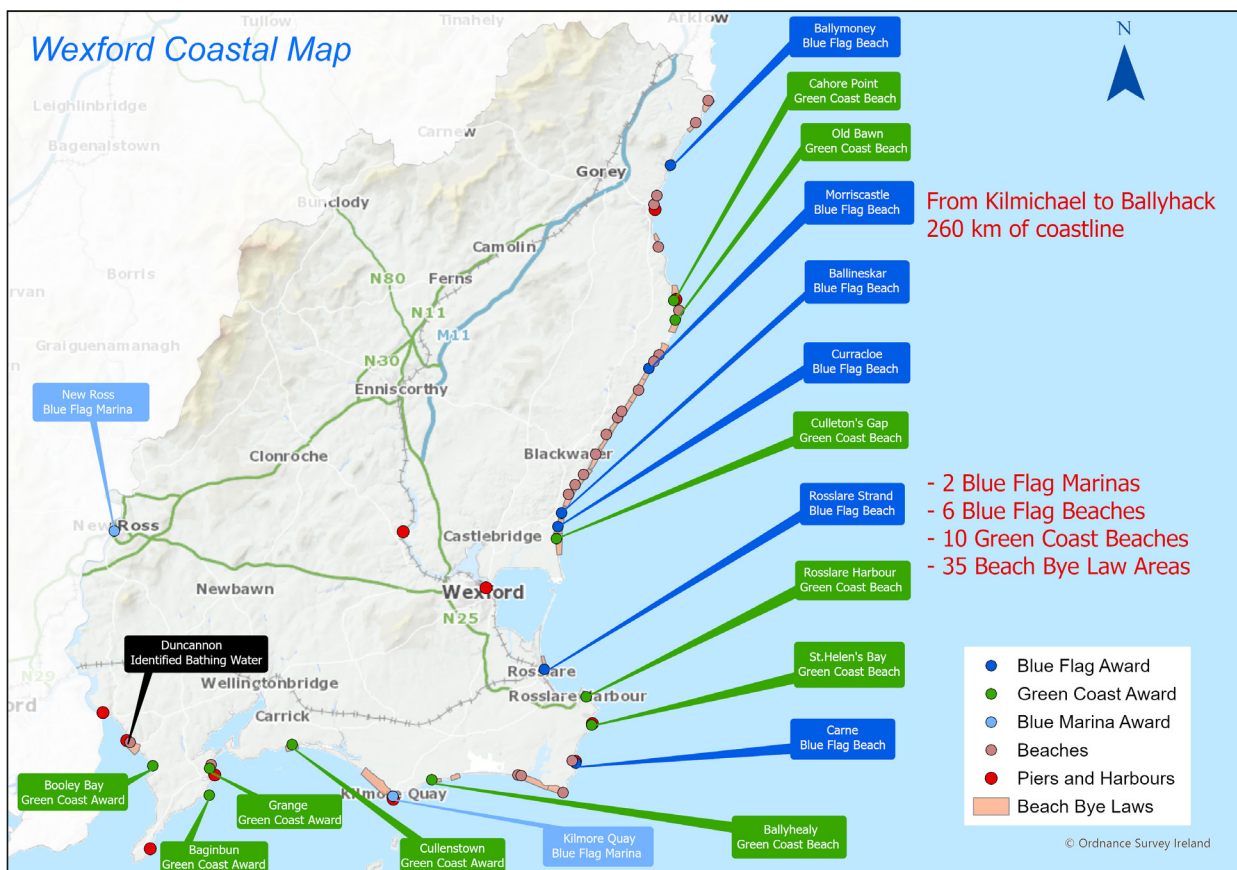 Wexford Coastal Map
Tullow
Tinahely
Arklow
Ballymoney
Blue Flag Beach
N
Cahore Point
Green Coast Beach
Leighlinbridge
Carnew
Old Bawn
Green Coast Beach
Bagenalstown
Gorey
Morriscastle
Blue Flag Beach
From Kilmichael to Ballyhack
260 km of coastline
Bunclody
Camolin
Borris
N80
Ferns
Ballineskar
Blue Flag Beach
N11
M11
Graiguenamanagh
N30
Curracloe
Blue Flag Beach
Enniscorthy
New Ross
Blue Flag Marina
Culleton's Gap
Green Coast Beach
Clonroche
Blackwater
- 2 Blue Flag Marinas
- 6 Blue Flag Beaches
- 10 Green Coast Beaches
- 35 Beach Bye Law Areas
Rosslare Strand
Blue Flag Beach
New Ross
Castlebridge
Newbawn
Wexford
Rosslare Harbour
Green Coast Beach
N25
Duncannon
Identified Bathing Water
St.Helen's Bay
Green Coast Beach
N29
Rosslare
Wellingtonbridge
Rosslare Harbour
Carrick
Carne
Blue Flag Beach
Booley Bay
Green Coast Award
Grange
Green Coast Award
Kilmore Quay
Baginbun
Green Coast Award
Cullenstown
Green Coast Award
Kilmore Quay
Blue Flag Marina
Ballyhealy
Green Coast Beach
Blue Flag Award
Green Coast Award
Blue Marina Award
Beaches
Piers and Harbours
Beach Bye Laws
© Ordnance Survey Ireland